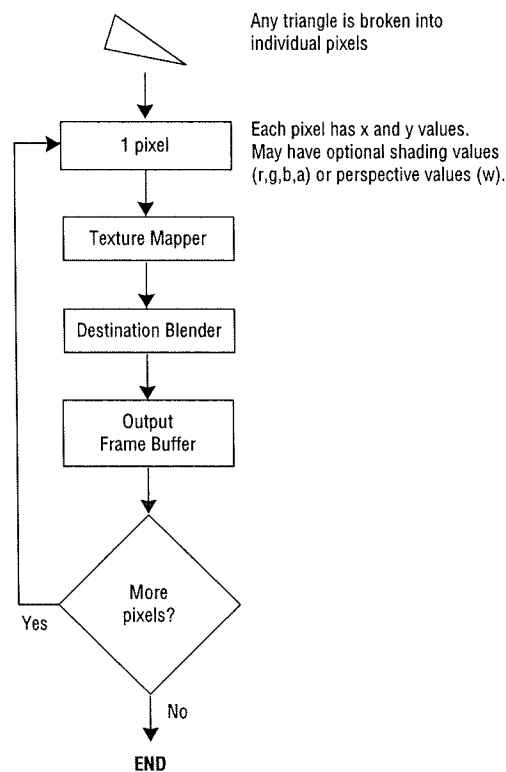 Any triangle is broken into
individual pixels
1 pixel
Each pixel has x and y values.
May have optional shading values
(r,g,b,a) or perspective values (w).
Texture Mapper
Destination Blender
Output
Frame Buffer
More
pixels?
Yes
No
END